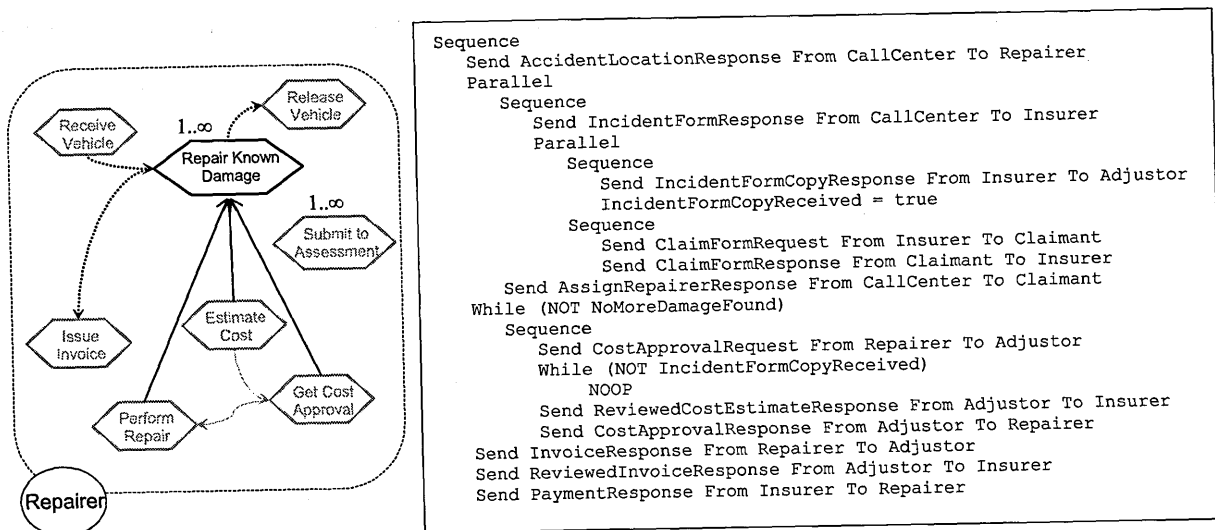 Release
Vehicle
Receive
Vehicle
1..∞
Repair Known
Damage
1..∞
Submit to
Assessment
Estimate
Cost
Issue
Invoice
Get Cost
Approval
Perform
Repair
Repairer
Sequence
Send AccidentLocationResponse From CallCenter To Repairer
Parallel
Sequence
Send IncidentFormResponse From CallCenter To Insurer
Parallel
Sequence
Send IncidentFormCopyResponse From Insurer To Adjustor
IncidentFormCopyReceived = true
Sequence
Send ClaimFormRequest From Insurer To Claimant
Send ClaimFormResponse From Claimant To Insurer
Send AssignRepairerResponse From CallCenter To Claimant
While (NOT NoMoreDamageFound)
Sequence
Send CostApprovalRequest From Repairer To Adjustor
While (NOT IncidentFormCopyReceived)
NOOP
Send ReviewedCostEstimateResponse From Adjustor To Insurer
Send CostApprovalResponse From Adjustor To Repairer
Send InvoiceResponse From Repairer To Adjustor
Send ReviewedInvoiceResponse From Adjustor To Insurer
Send PaymentResponse From Insurer To Repairer